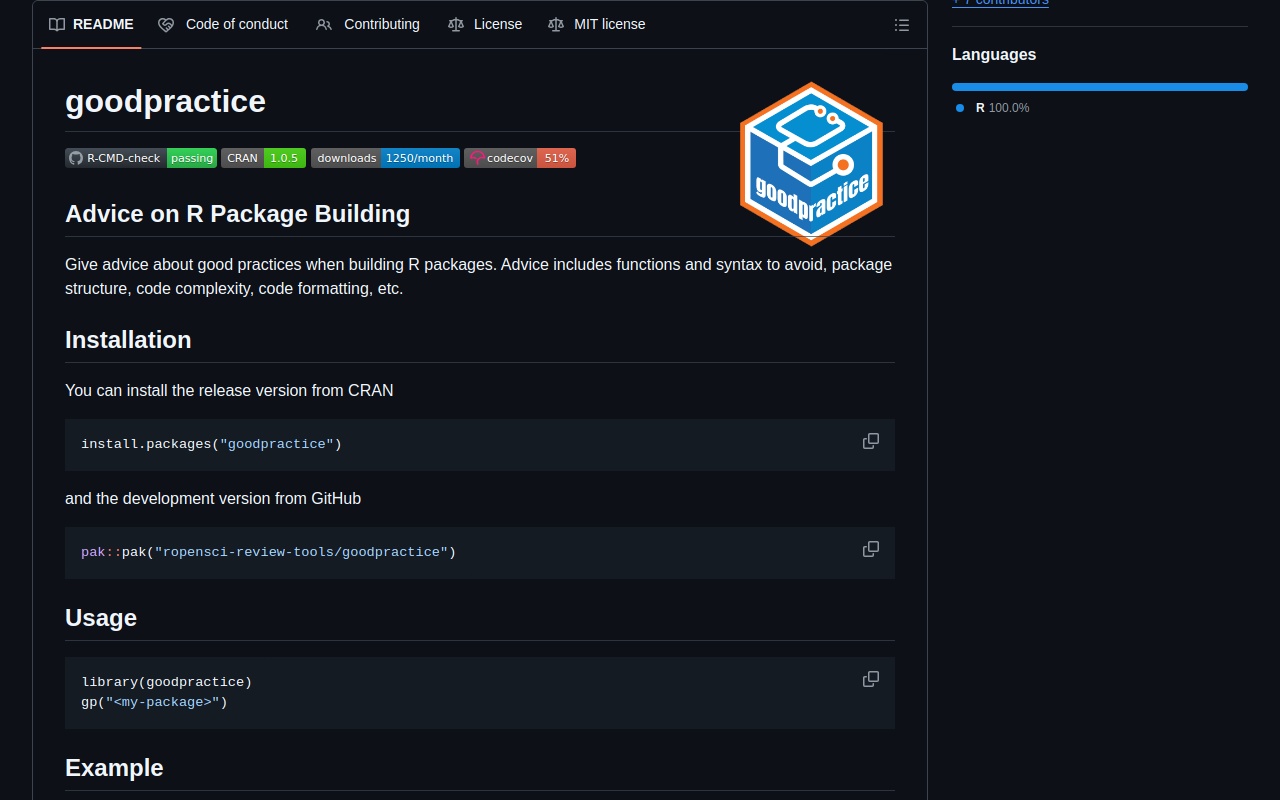 README Code of conduct Contributing License MIT license
goodpractice
R-CMD-check passing CRAN 1.0.5 downloads 1250/month codecov 51%
goodpractice
Advice on R Package Building
Give advice about good practices when building R packages. Advice includes functions and syntax to avoid, package
structure, code complexity, code formatting, etc.
Installation
You can install the release version from CRAN
install.packages("goodpractice")
and the development version from GitHub
pak::pak("ropensci-review-tools/goodpractice")
Usage
library(goodpractice)
gp("<my-package>")
Example
+ 7 contributors
Languages
R 100.0%